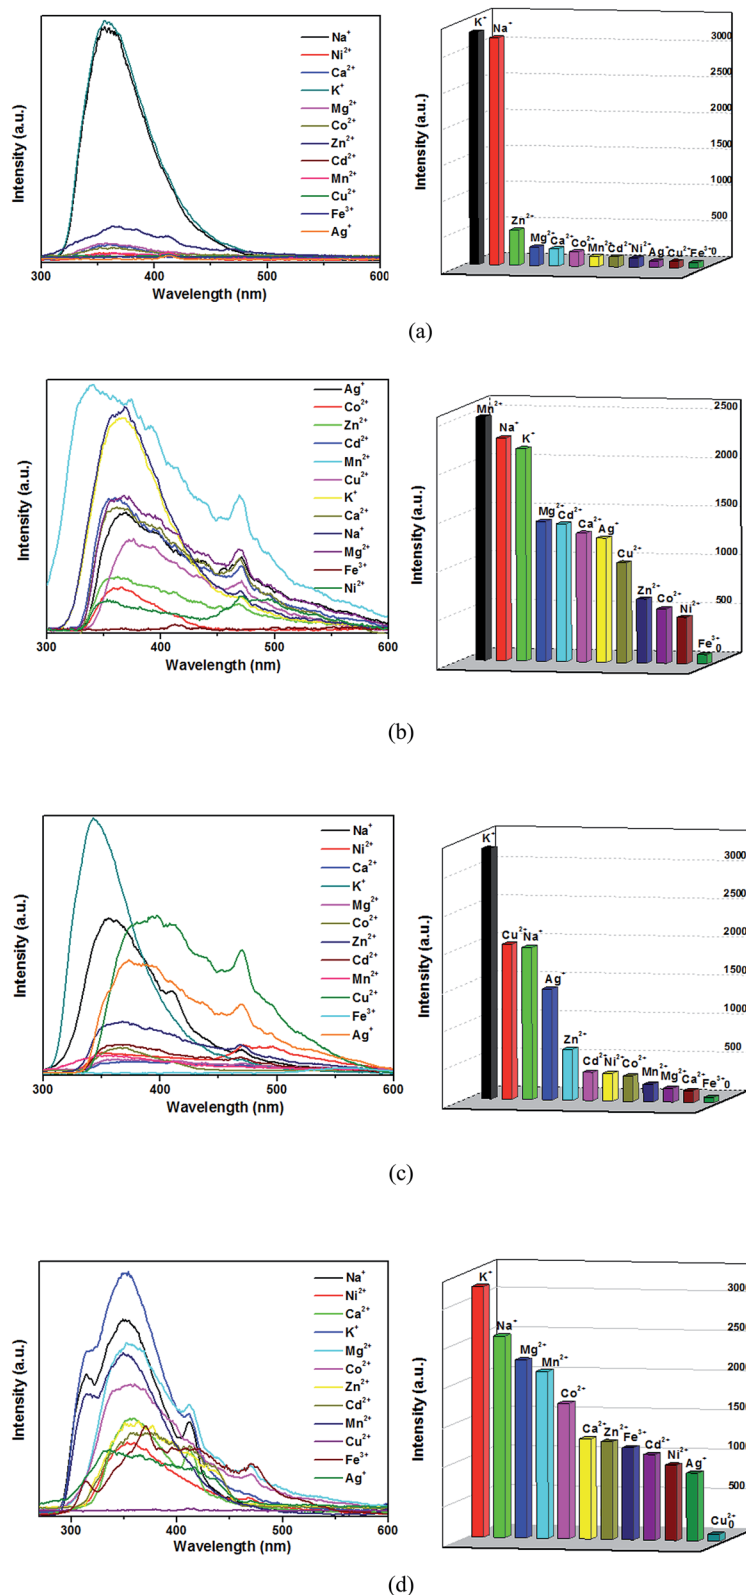 Intensity (a.u.)
Na⁺
Ni²⁺
Ca²⁺
K⁺
Mg²⁺
Co²⁺
Zn²⁺
Cd²⁺
Mn²⁺
Cu²⁺
Fe³⁺
Ag⁺
300 400 500 600
Wavelength (nm)
Intensity (a.u.)
K⁺ Na⁺ Zn²⁺ Mg²⁺ Ca²⁺ Co²⁺ Mn²⁺ Cd²⁺ Ni²⁺ Ag⁺ Cu²⁺ Fe³⁺
3000
2500
2000
1500
1000
500
0
(a)
Intensity (a.u.)
Ag⁺
Co²⁺
Zn²⁺
Cd²⁺
Mn²⁺
Cu²⁺
K⁺
Ca²⁺
Na⁺
Mg²⁺
Fe³⁺
Ni²⁺
300 400 500 600
Wavelength (nm)
Intensity (a.u.)
Mn²⁺ Na⁺ K⁺ Mg²⁺ Cd²⁺ Ca²⁺ Ag⁺ Cu²⁺ Zn²⁺ Co²⁺ Ni²⁺ Fe³⁺
2500
2000
1500
1000
500
0
(b)
Intensity (a.u.)
Na⁺
Ni²⁺
Ca²⁺
K⁺
Mg²⁺
Co²⁺
Zn²⁺
Cd²⁺
Mn²⁺
Cu²⁺
Fe³⁺
Ag⁺
300 400 500 600
Wavelength (nm)
Intensity (a.u.)
K⁺ Cu²⁺ Na⁺ Ag⁺ Zn²⁺ Cd²⁺ Ni²⁺ Co²⁺ Mn²⁺ Mg²⁺ Ca²⁺ Fe³⁺
3000
2500
2000
1500
1000
500
0
(c)
Intensity (a.u.)
Na⁺
Ni²⁺
Ca²⁺
K⁺
Mg²⁺
Co²⁺
Zn²⁺
Cd²⁺
Mn²⁺
Cu²⁺
Fe³⁺
Ag⁺
300 400 500 600
Wavelength (nm)
Intensity (a.u.)
K⁺ Na⁺ Mg²⁺ Mn²⁺ Co²⁺ Ca²⁺ Zn²⁺ Fe³⁺ Cd²⁺ Ni²⁺ Ag⁺ Cu²⁺
3000
2500
2000
1500
1000
500
0
(d)